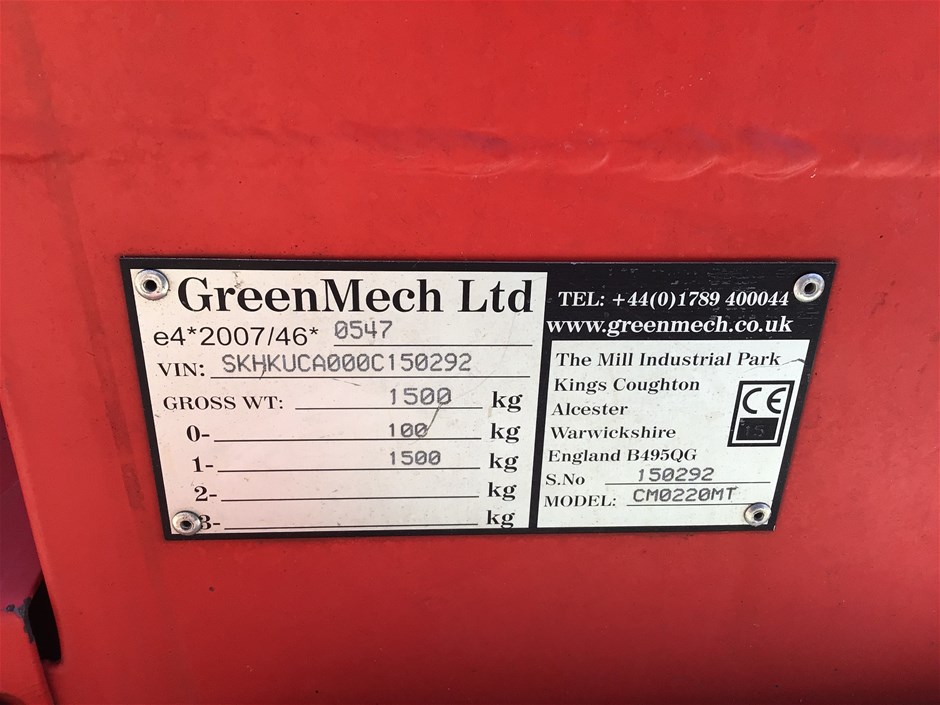 GreenMech Ltd
e4*2007/46* 0547
VIN: SKHKUCA000C150292
GROSS WT: 1500 kg
0- 100 kg
1- 1500 kg
2- kg
3- kg
TEL: +44(0)1789 400044
www.greenmech.co.uk
The Mill Industrial Park
Kings Coughton
Alcester
Warwickshire
England B495QG
CE
15
S.No 150292
MODEL: CM0220MT